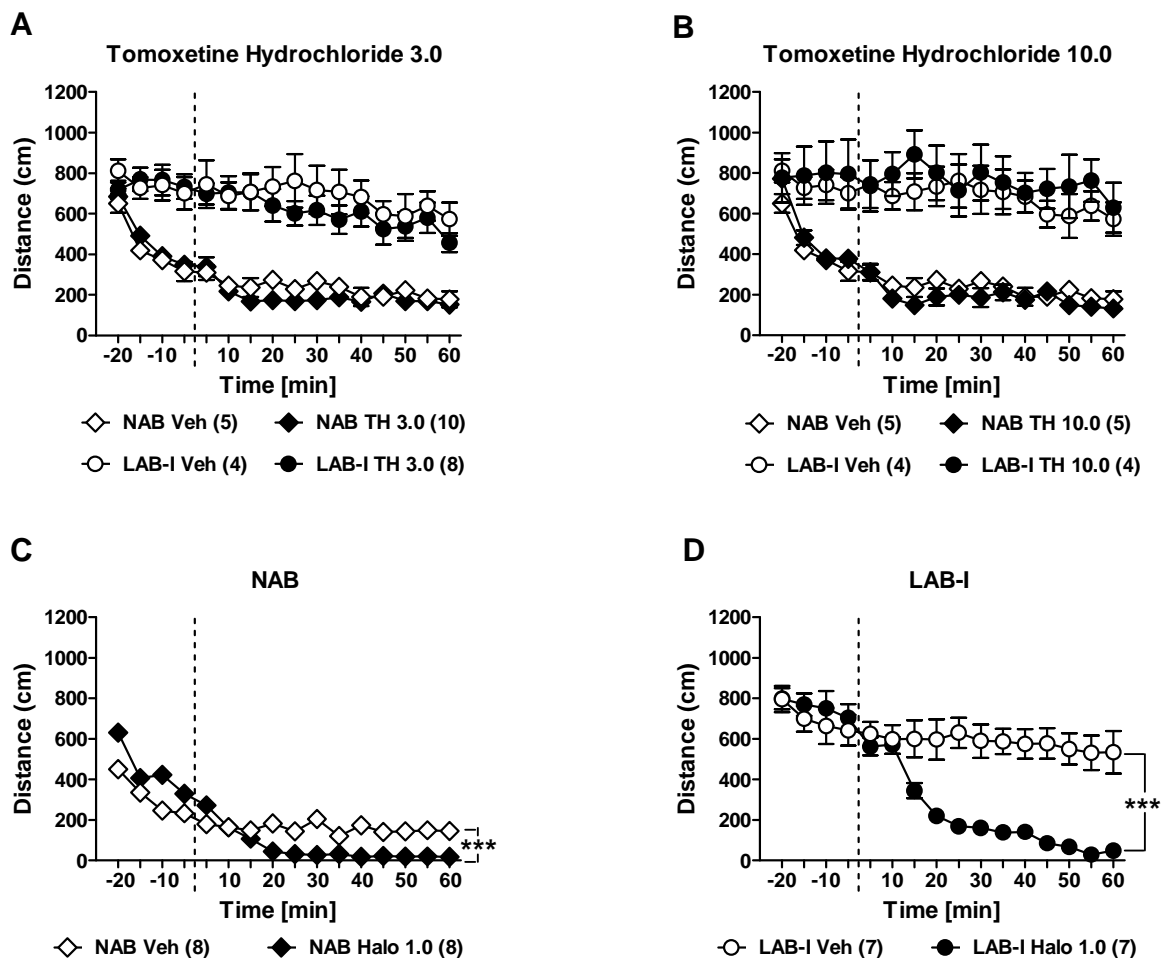 A
Tomoxetine Hydrochloride 3.0
Distance (cm)
1200
1000
800
600
400
200
0
-20 -10 10 20 30 40 50 60
Time [min]
NAB Veh (5) NAB TH 3.0 (10)
LAB-I Veh (4) LAB-I TH 3.0 (8)
B
Tomoxetine Hydrochloride 10.0
Distance (cm)
1200
1000
800
600
400
200
0
-20 -10 10 20 30 40 50 60
Time [min]
NAB Veh (5) NAB TH 10.0 (5)
LAB-I Veh (4) LAB-I TH 10.0 (4)
C
NAB
Distance (cm)
1200
1000
800
600
400
200
0
***
-20 -10 10 20 30 40 50 60
Time [min]
NAB Veh (8) NAB Halo 1.0 (8)
D
LAB-I
Distance (cm)
1200
1000
800
600
400
200
0
***
-20 -10 10 20 30 40 50 60
Time [min]
LAB-I Veh (7) LAB-I Halo 1.0 (7)